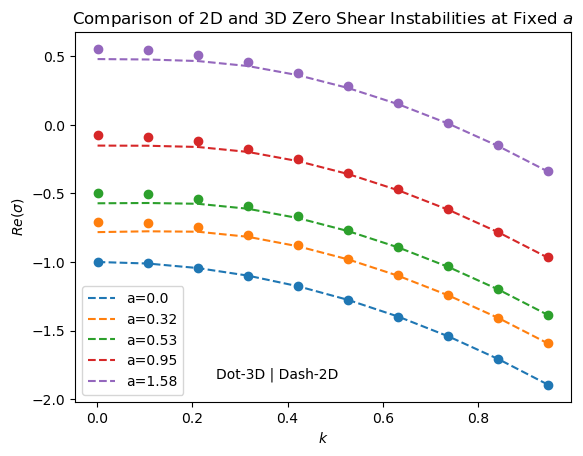 Comparison of 2D and 3D Zero Shear Instabilities at Fixed a
0.5
0.0
−0.5
−1.0
−1.5
−2.0
Re(σ)
a=0.0
a=0.32
a=0.53
a=0.95
a=1.58
Dot-3D | Dash-2D
0.0 0.2 0.4 0.6 0.8
k